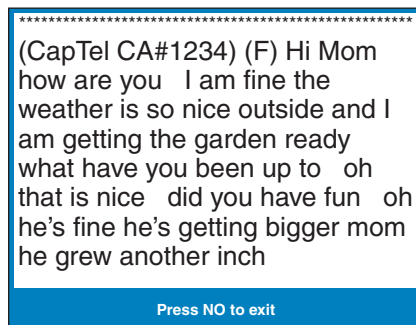 ******************************************************
(CapTel CA#1234) (F) Hi Mom
how are you   I am fine the
weather is so nice outside and I
am getting the garden ready
what have you been up to   oh
that is nice   did you have fun   oh
he's fine he's getting bigger mom
he grew another inch
Press NO to exit